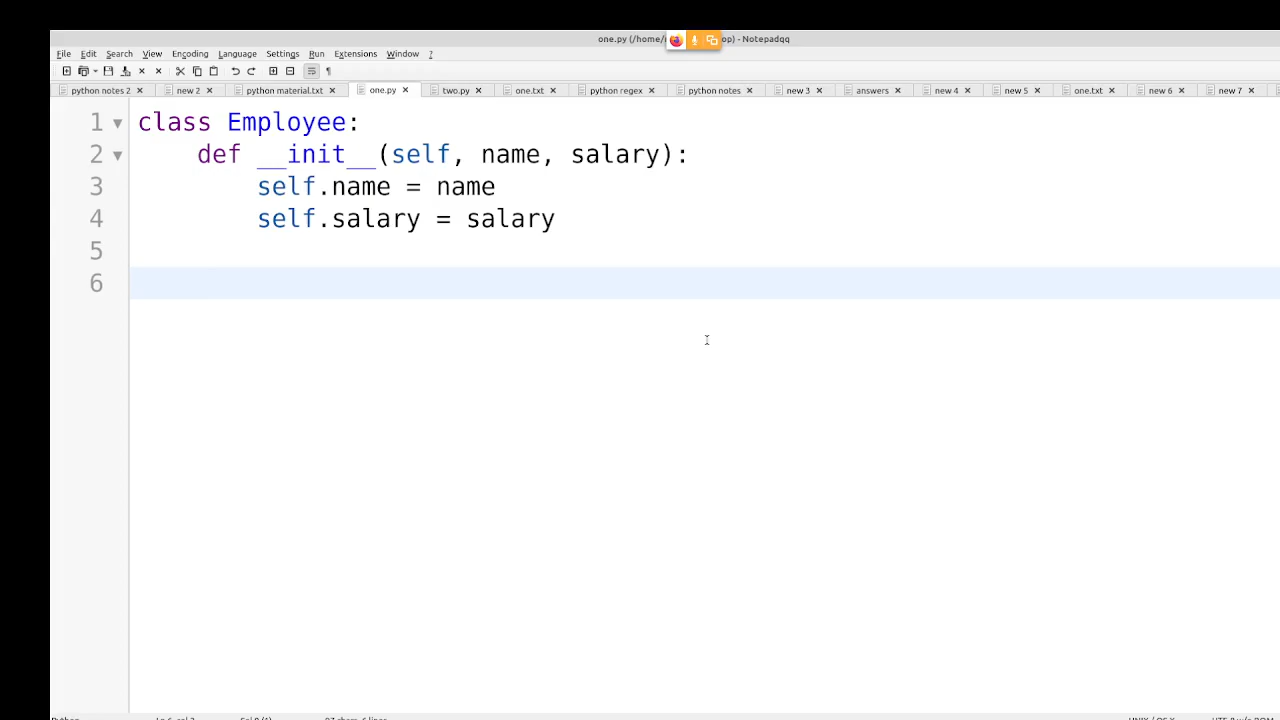 one.py (/home/ op) - Notepadqq
File Edit Search View Encoding Language Settings Run Extensions Window ?
python notes 2 new 2 python material.txt one.py two.py one.txt python regex python notes new 3 answers new 4 new 5 one.txt new 6 new 7
1 class Employee:
2 def __init__(self, name, salary):
3 self.name = name
4 self.salary = salary
5
6